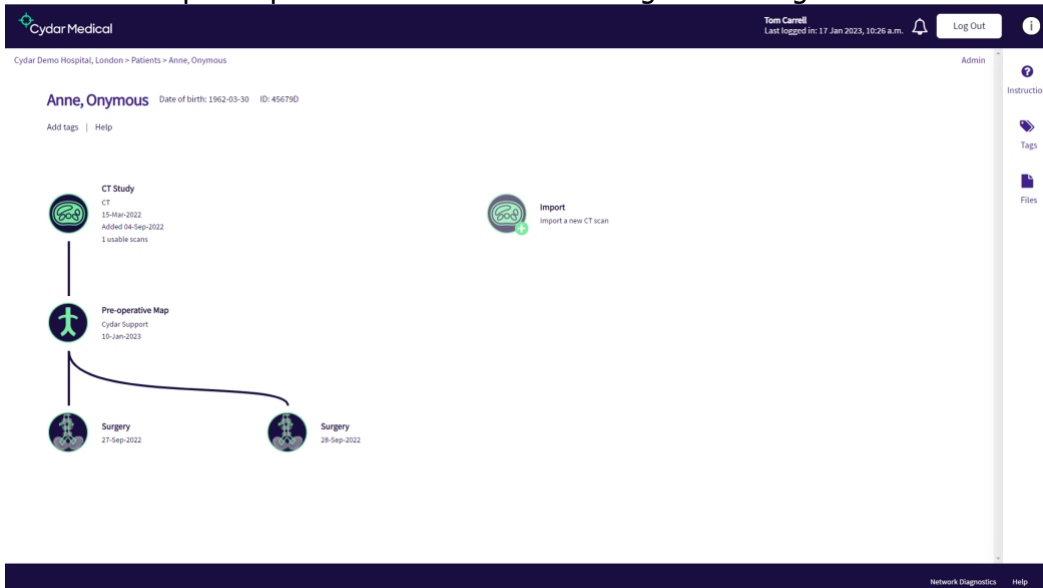 Cydar Medical
Tom Carrell
Last logged in: 17 Jan 2023, 10:26 a.m.
Log Out
i
Cydar Demo Hospital, London > Patients > Anne, Onymous
Admin
?
Instructio
Anne, Onymous Date of birth: 1962-03-30 ID: 45679D
Add tags | Help
Tags
Files
CT Study
CT
15-Mar-2022
Added 04-Sep-2022
1 usable scans
Import
Import a new CT scan
Pre-operative Map
Cydar Support
10-Jan-2023
Surgery
27-Sep-2022
Surgery
28-Sep-2022
Network Diagnostics Help